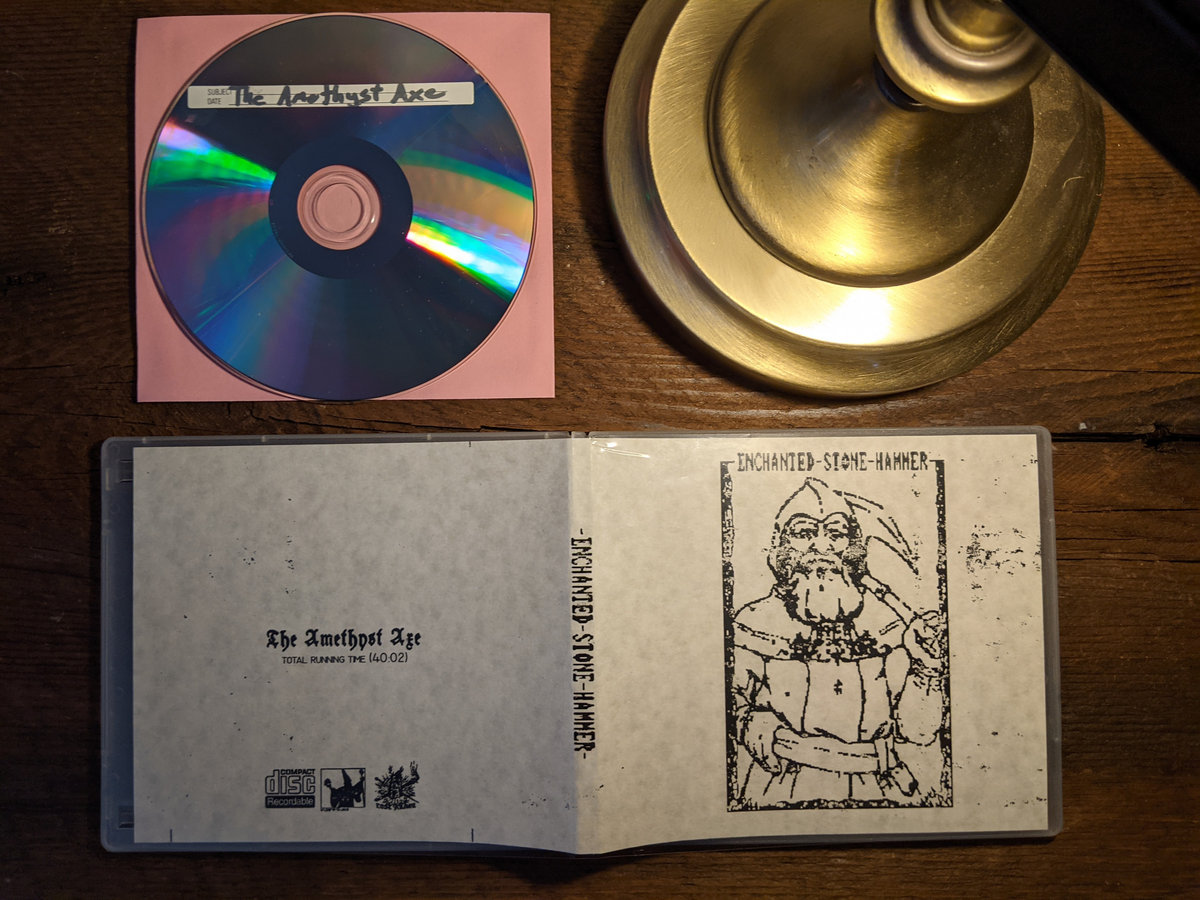 SUBJECT The Amethyst Axe
DATE
ENCHANTED-STONE-HAMMER
-ENCHANTED-STONE-HAMMER-
The Amethyst Axe
TOTAL RUNNING TIME (40:02)
COMPACT
disc
Recordable